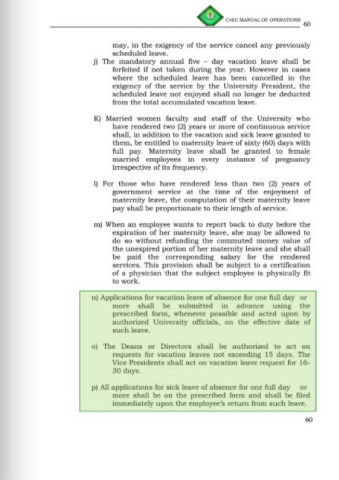 CvSU MANUAL OF OPERATIONS
60
may, in the exigency of the service cancel any previously
scheduled leave.
j) The mandatory annual five – day vacation leave shall be
forfeited if not taken during the year. However in cases
where the scheduled leave has been cancelled in the
exigency of the service by the University President, the
scheduled leave not enjoyed shall no longer be deducted
from the total accumulated vacation leave.
K) Married women faculty and staff of the University who
have rendered two (2) years or more of continuous service
shall, in addition to the vacation and sick leave granted to
them, be entitled to maternity leave of sixty (60) days with
full pay. Maternity leave shall be granted to female
married employees in every instance of pregnancy
irrespective of its frequency.
l) For those who have rendered less than two (2) years of
government service at the time of the enjoyment of
maternity leave, the computation of their maternity leave
pay shall be proportionate to their length of service.
m) When an employee wants to report back to duty before the
expiration of her maternity leave, she may be allowed to
do so without refunding the commuted money value of
the unexpired portion of her maternity leave and she shall
be paid the corresponding salary for the rendered
services. This provision shall be subject to a certification
of a physician that the subject employee is physically fit
to work.
n) Applications for vacation leave of absence for one full day or
more shall be submitted in advance using the
prescribed form, whenever possible and acted upon by
authorized University officials, on the effective date of
such leave.
o) The Deans or Directors shall be authorized to act on
requests for vacation leaves not exceeding 15 days. The
Vice Presidents shall act on vacation leave request for 16-
30 days.
p) All applications for sick leave of absence for one full day or
more shall be on the prescribed form and shall be filed
immediately upon the employee's return from such leave.
60